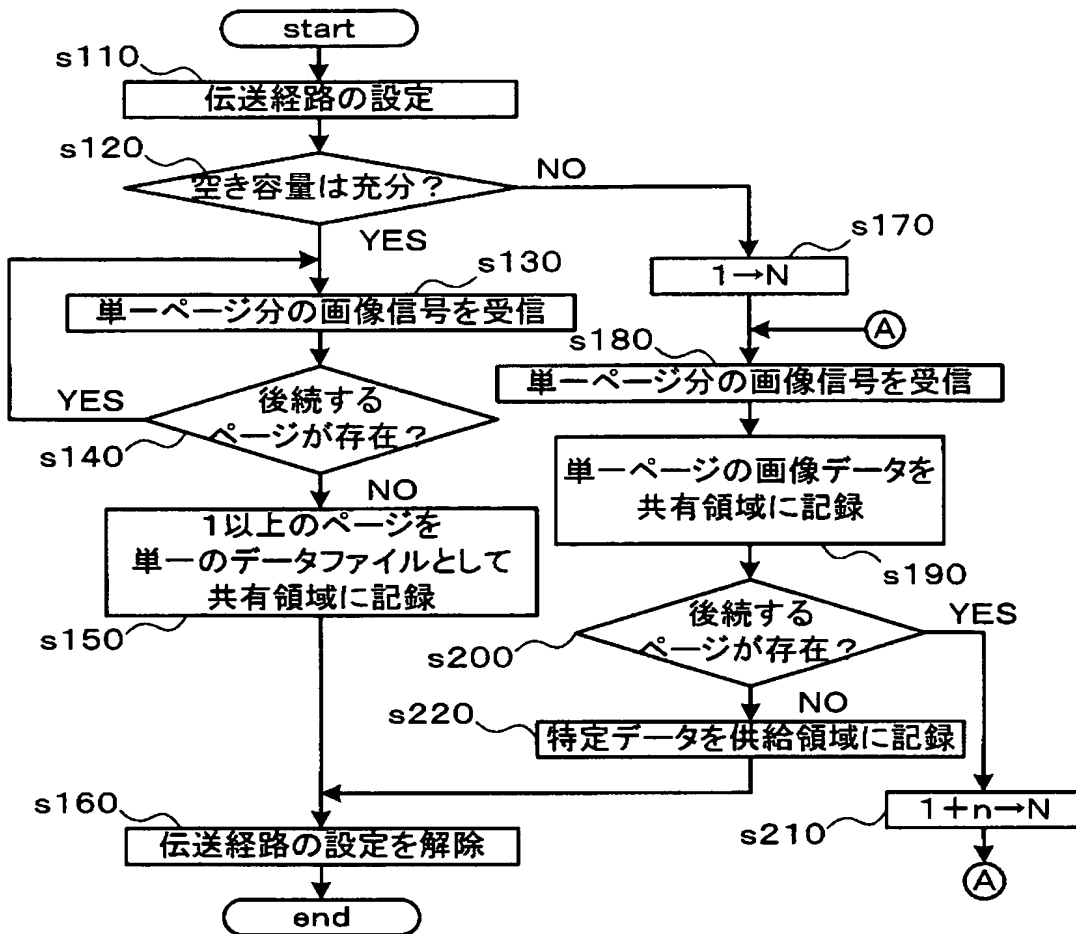 start
s110
伝送経路の設定
s120
空き容量は充分？
NO
YES
s130
単一ページ分の画像信号を受信
YES
後続する
ページが存在？
s140
NO
1以上のページを
単一のデータファイルとして
共有領域に記録
s150
s170
1→N
A
s180
単一ページ分の画像信号を受信
単一ページの画像データを
共有領域に記録
s190
後続する
ページが存在？
YES
s200
NO
s220
特定データを供給領域に記録
1+n→N
s210
A
s160
伝送経路の設定を解除
end